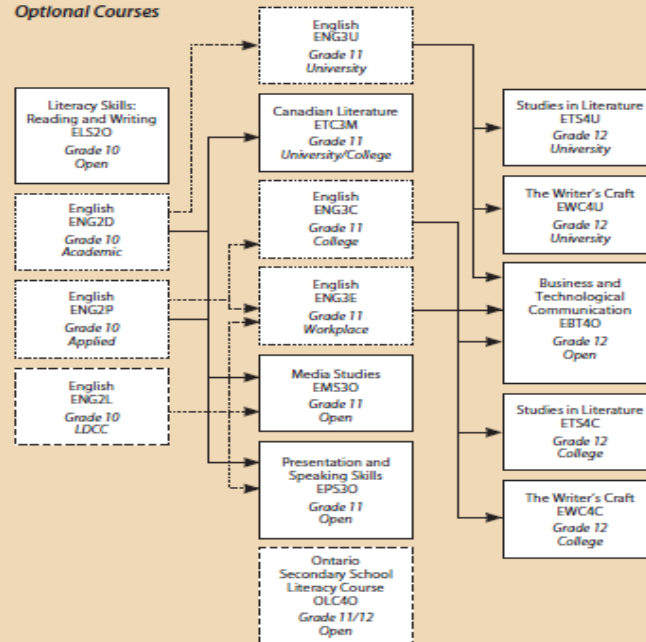 Optional Courses
Literacy Skills:
Reading and Writing
ELS2O
Grade 10
Open
English
ENG2D
Grade 10
Academic
English
ENG2P
Grade 10
Applied
English
ENG2L
Grade 10
LDCC
English
ENG3U
Grade 11
University
Canadian Literature
ETC3M
Grade 11
University/College
English
ENG3C
Grade 11
College
English
ENG3E
Grade 11
Workplace
Media Studies
EMS3O
Grade 11
Open
Presentation and
Speaking Skills
EPS3O
Grade 11
Open
Ontario
Secondary School
Literacy Course
OLC4O
Grade 11/12
Open
Studies in Literature
ETS4U
Grade 12
University
The Writer's Craft
EWC4U
Grade 12
University
Business and
Technological
Communication
EBT4O
Grade 12
Open
Studies in Literature
ETS4C
Grade 12
College
The Writer's Craft
EWC4C
Grade 12
College